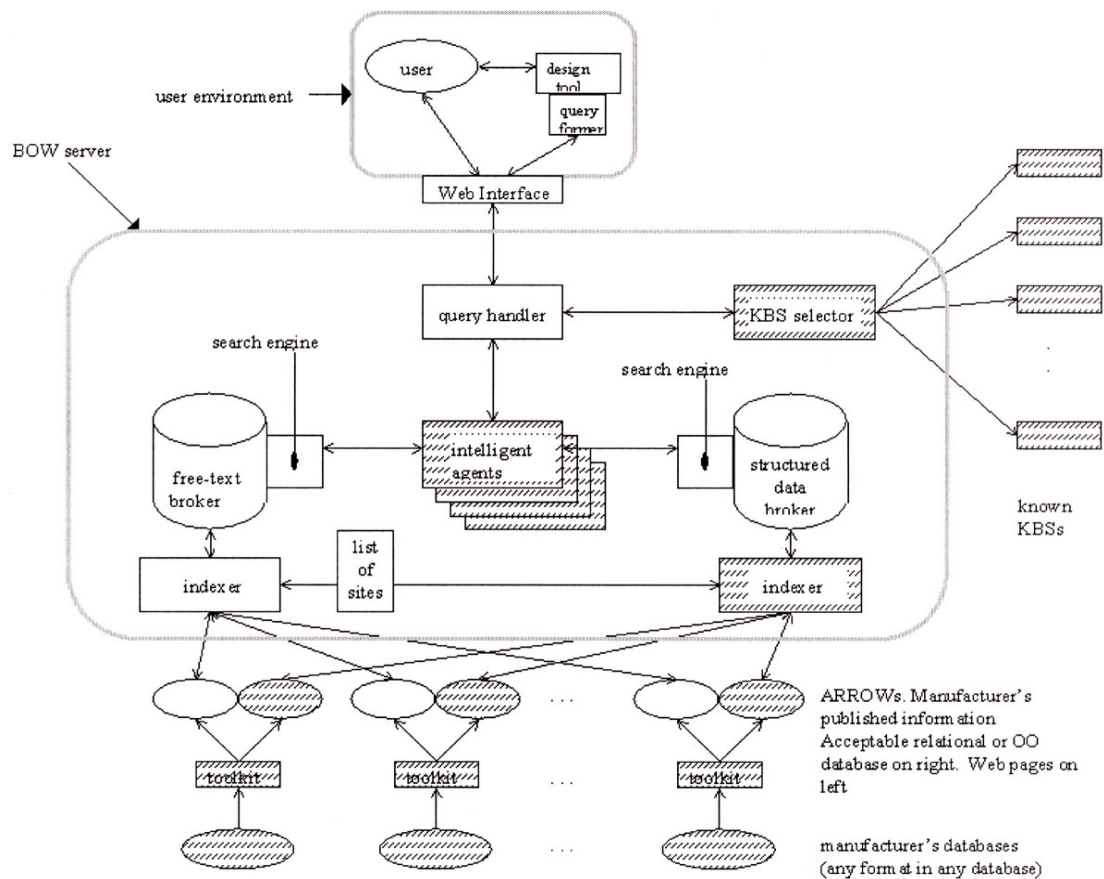 user
design
tool
user environment
query
former
BOW server
Web Interface
query handler
KBS selector
search engine
search engine
intelligent
agents
free-text
broker
structured
data
broker
known
KBSs
list
of
sites
indexer
indexer
ARROWs. Manufacturer's
published information
Acceptable relational or OO
database on right. Web pages on
left
toolkit
toolkit
toolkit
manufacturer's databases
(any format in any database)